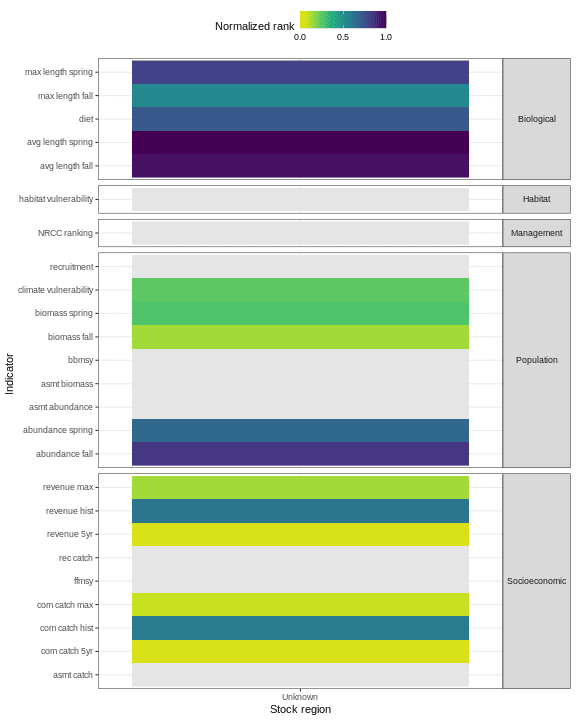 Normalized rank
0.0 0.5 1.0
max length spring
max length fall
diet
avg length spring
avg length fall
Biological
habitat vulnerability
Habitat
NRCC ranking
Management
recruitment
climate vulnerability
biomass spring
biomass fall
bbmsy
asmt biomass
asmt abundance
abundance spring
abundance fall
Population
revenue max
revenue hist
revenue 5yr
rec catch
ffmsy
com catch max
com catch hist
com catch 5yr
asmt catch
Socioeconomic
Indicator
Unknown
Stock region